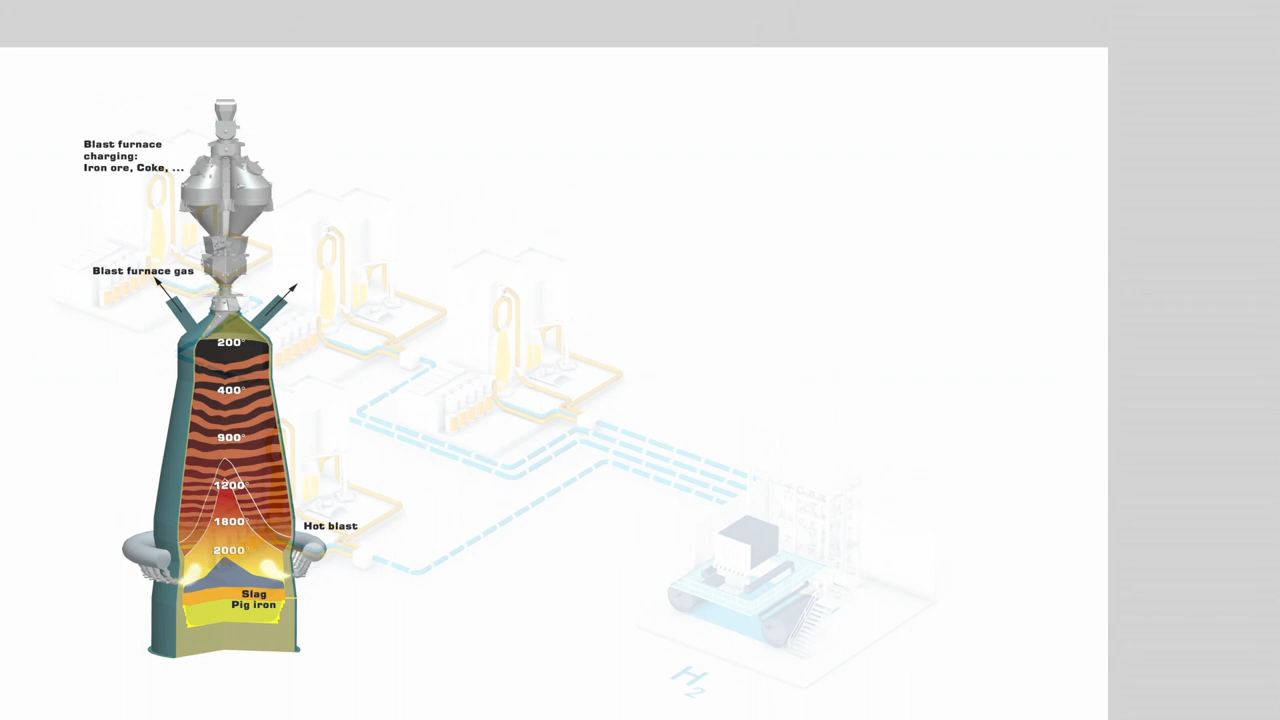 Blast furnace
charging:
Iron ore, Coke, ...
Blast furnace gas
200°
400°
900°
1200°
1800°
2000°
Hot blast
Slag
Pig iron
H2